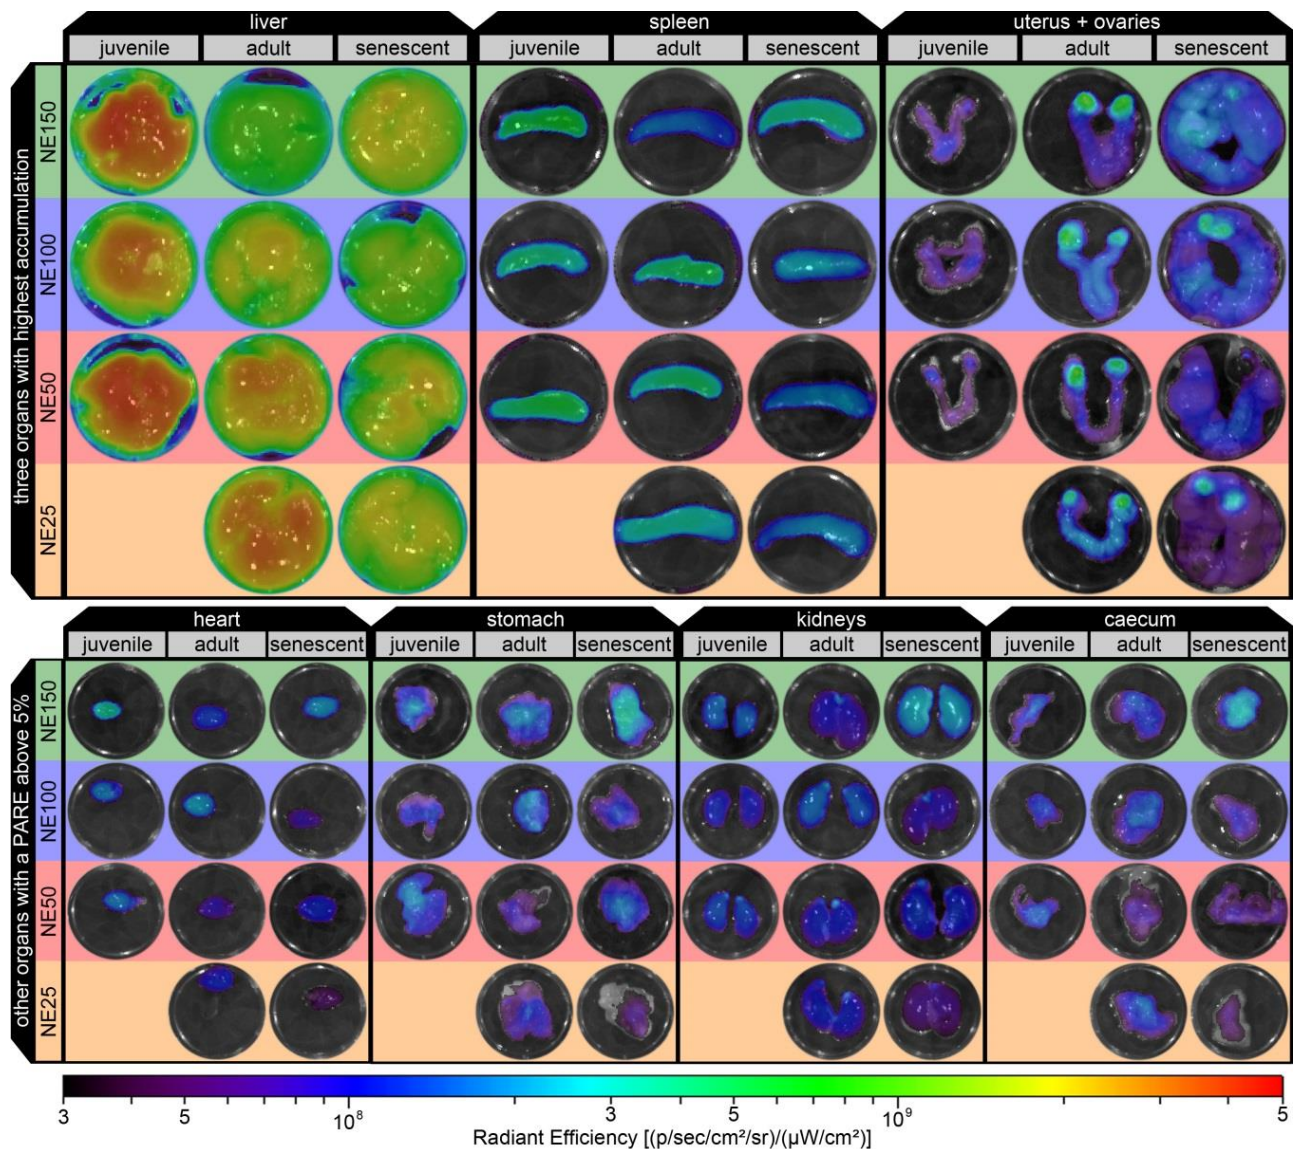 liver spleen uterus + ovaries
juvenile adult senescent juvenile adult senescent juvenile adult senescent
three organs with highest accumulation
NE150
NE100
NE50
NE25
heart stomach kidneys caecum
juvenile adult senescent juvenile adult senescent juvenile adult senescent juvenile adult senescent
other organs with a PARE above 5%
NE150
NE100
NE50
NE25
3 5 10⁸ 3 5 10⁹ 5
Radiant Efficiency [(p/sec/cm²/sr)/(µW/cm²)]